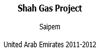 Shah Gas Project
Saipem
United Arab Emirates 2011-2012